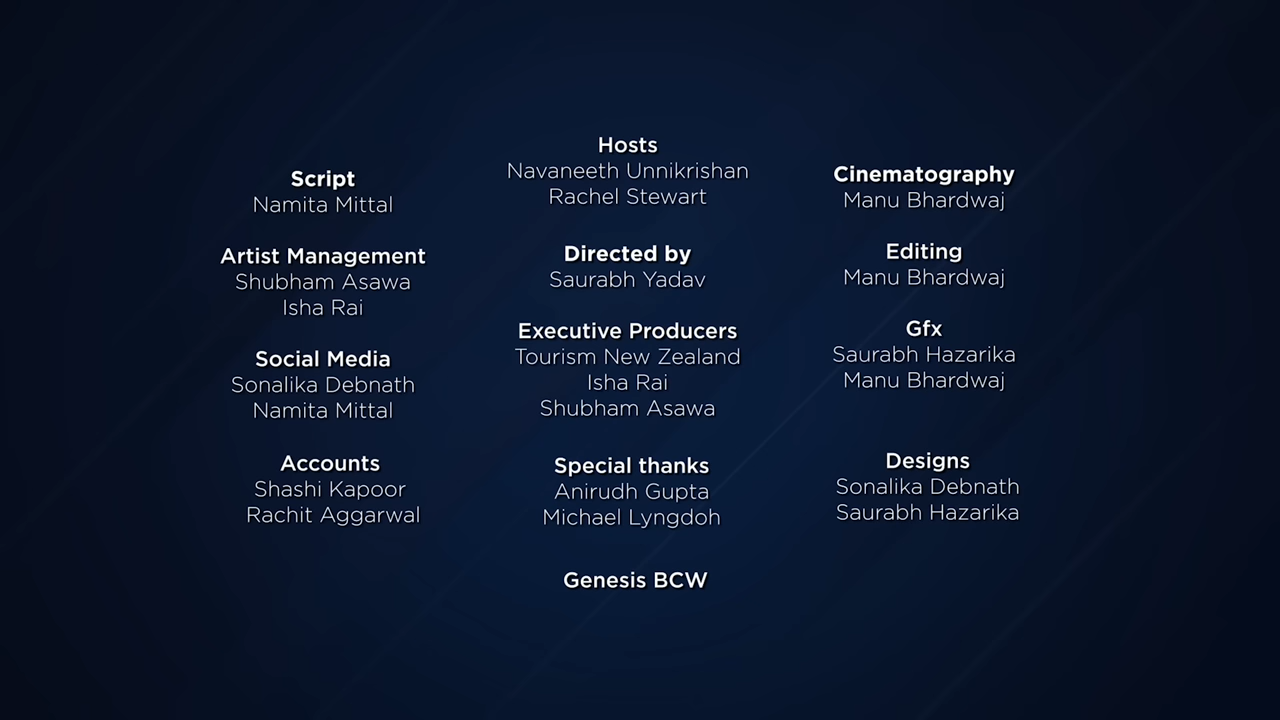 Script
Namita Mittal
Artist Management
Shubham Asawa
Isha Rai
Social Media
Sonalika Debnath
Namita Mittal
Accounts
Shashi Kapoor
Rachit Aggarwal
Hosts
Navaneeth Unnikrishan
Rachel Stewart
Directed by
Saurabh Yadav
Executive Producers
Tourism New Zealand
Isha Rai
Shubham Asawa
Special thanks
Anirudh Gupta
Michael Lyngdoh
Genesis BCW
Cinematography
Manu Bhardwaj
Editing
Manu Bhardwaj
Gfx
Saurabh Hazarika
Manu Bhardwaj
Designs
Sonalika Debnath
Saurabh Hazarika